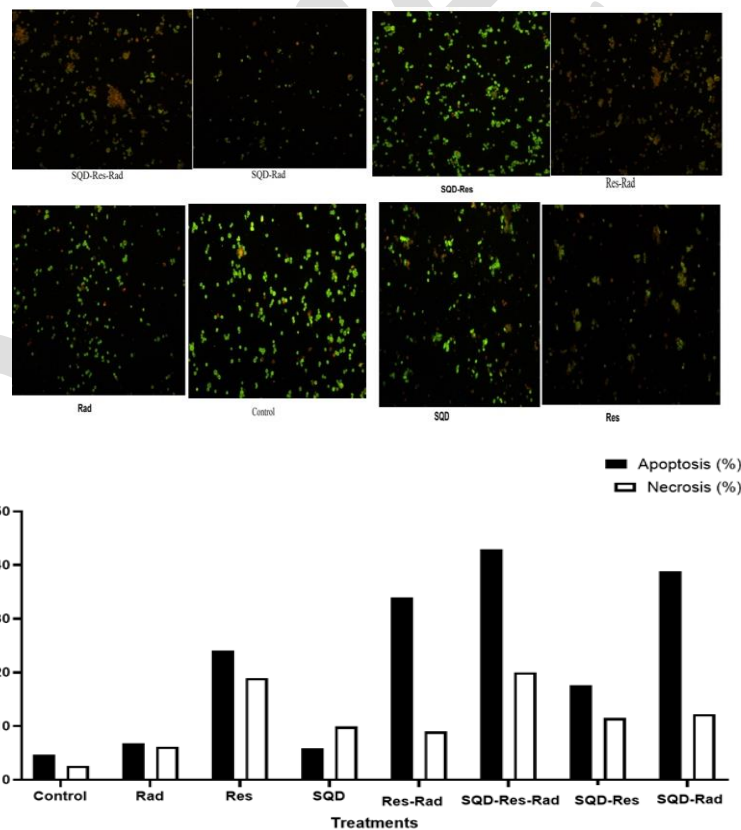 SQD-Res-Rad SQD-Rad SQD-Res Res-Rad
Rad Control SQD Res
Apoptosis (%)
Necrosis (%)
0
Control Rad Res SQD Res-Rad SQD-Res-Rad SQD-Res SQD-Rad
Treatments